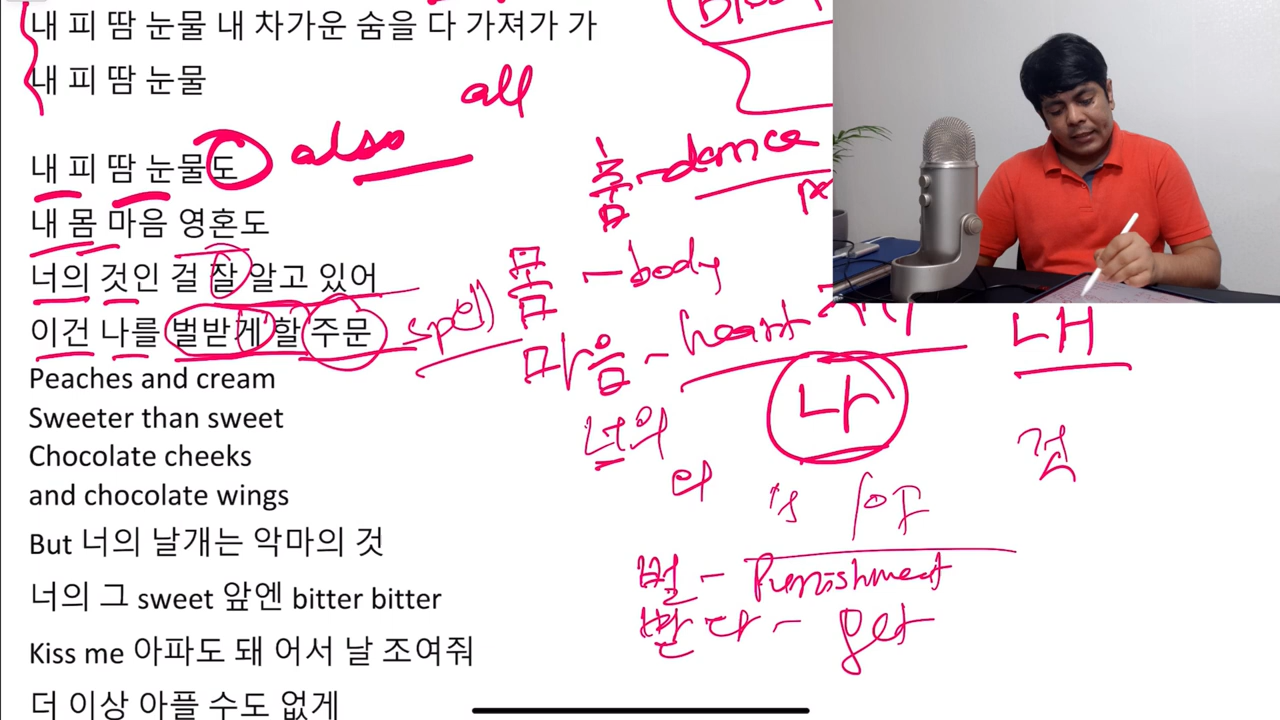 내 피 땀 눈물 내 차가운 숨을 다 가져가 가
내 피 땀 눈물
all
내 피 땀 눈물도
also
춤 - dance
내 몸 마음 영혼도
몸 - body
너의 것인 걸 잘 알고 있어
이건 나를 벌받게 할 주문
spell
마음 - heart
내
Peaches and cream
나
Sweeter than sweet
너의
Chocolate cheeks
의
and chocolate wings
is for
But 너의 날개는 악마의 것
벌 - Punishment
너의 그 sweet 앞엔 bitter bitter
받다 - get
Kiss me 아파도 돼 어서 날 조여줘
더 이상 아플 수도 없게